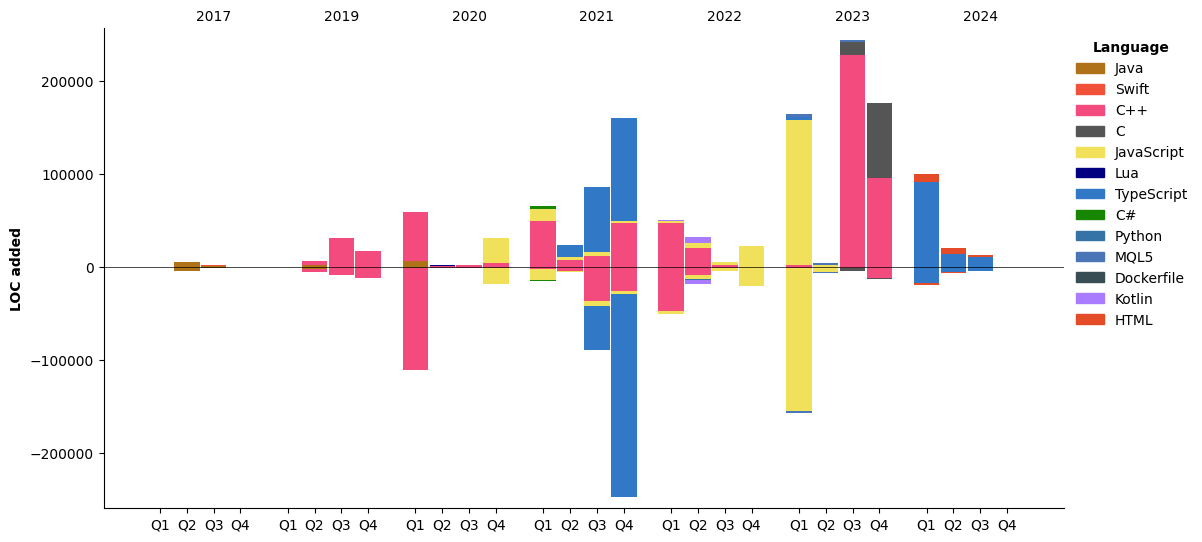 2017 2019 2020 2021 2022 2023 2024
Language
Java
Swift
C++
C
JavaScript
Lua
TypeScript
C#
Python
MQL5
Dockerfile
Kotlin
HTML
LOC added
200000
100000
0
−100000
−200000
Q1 Q2 Q3 Q4 Q1 Q2 Q3 Q4 Q1 Q2 Q3 Q4 Q1 Q2 Q3 Q4 Q1 Q2 Q3 Q4 Q1 Q2 Q3 Q4 Q1 Q2 Q3 Q4